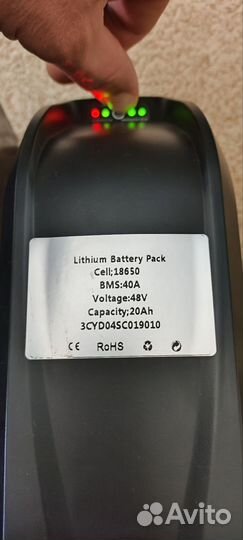 Lithium Battery Pack
Cell;18650
BMS:40A
Voltage:48V
Capacity;20Ah
3CYD04SC019010
CE RoHS
Avito